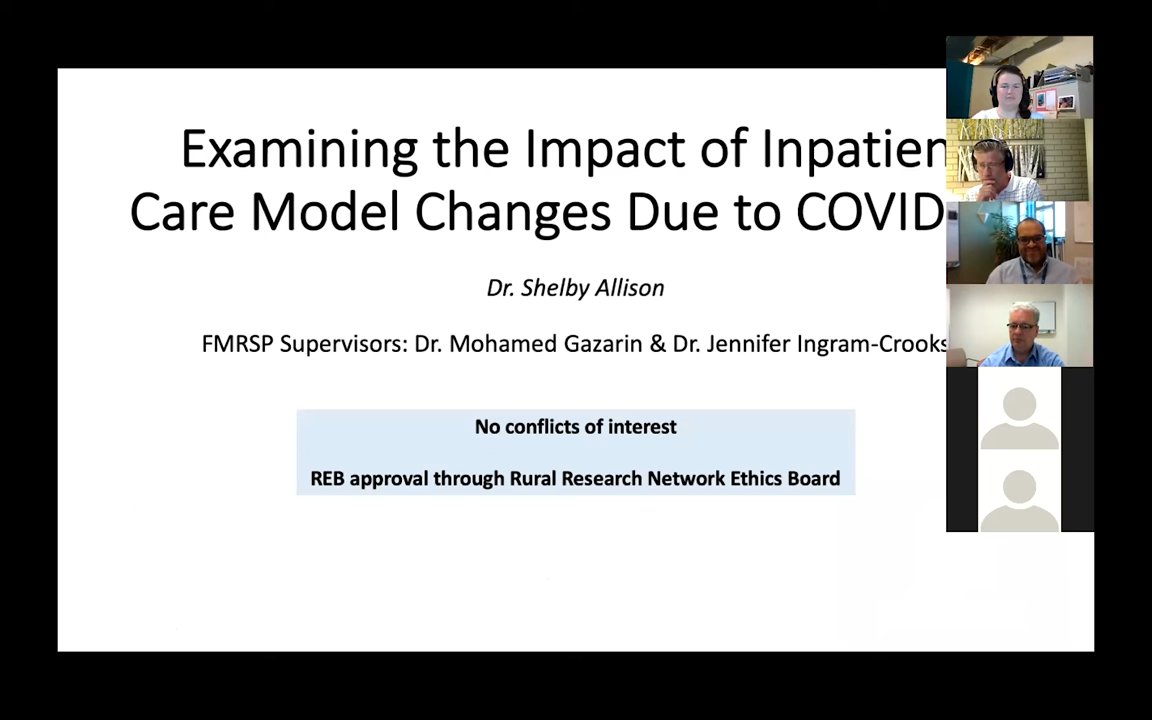 Examining the Impact of Inpatien
Care Model Changes Due to COVID
Dr. Shelby Allison
FMRSP Supervisors: Dr. Mohamed Gazarin & Dr. Jennifer Ingram-Crooks
No conflicts of interest
REB approval through Rural Research Network Ethics Board